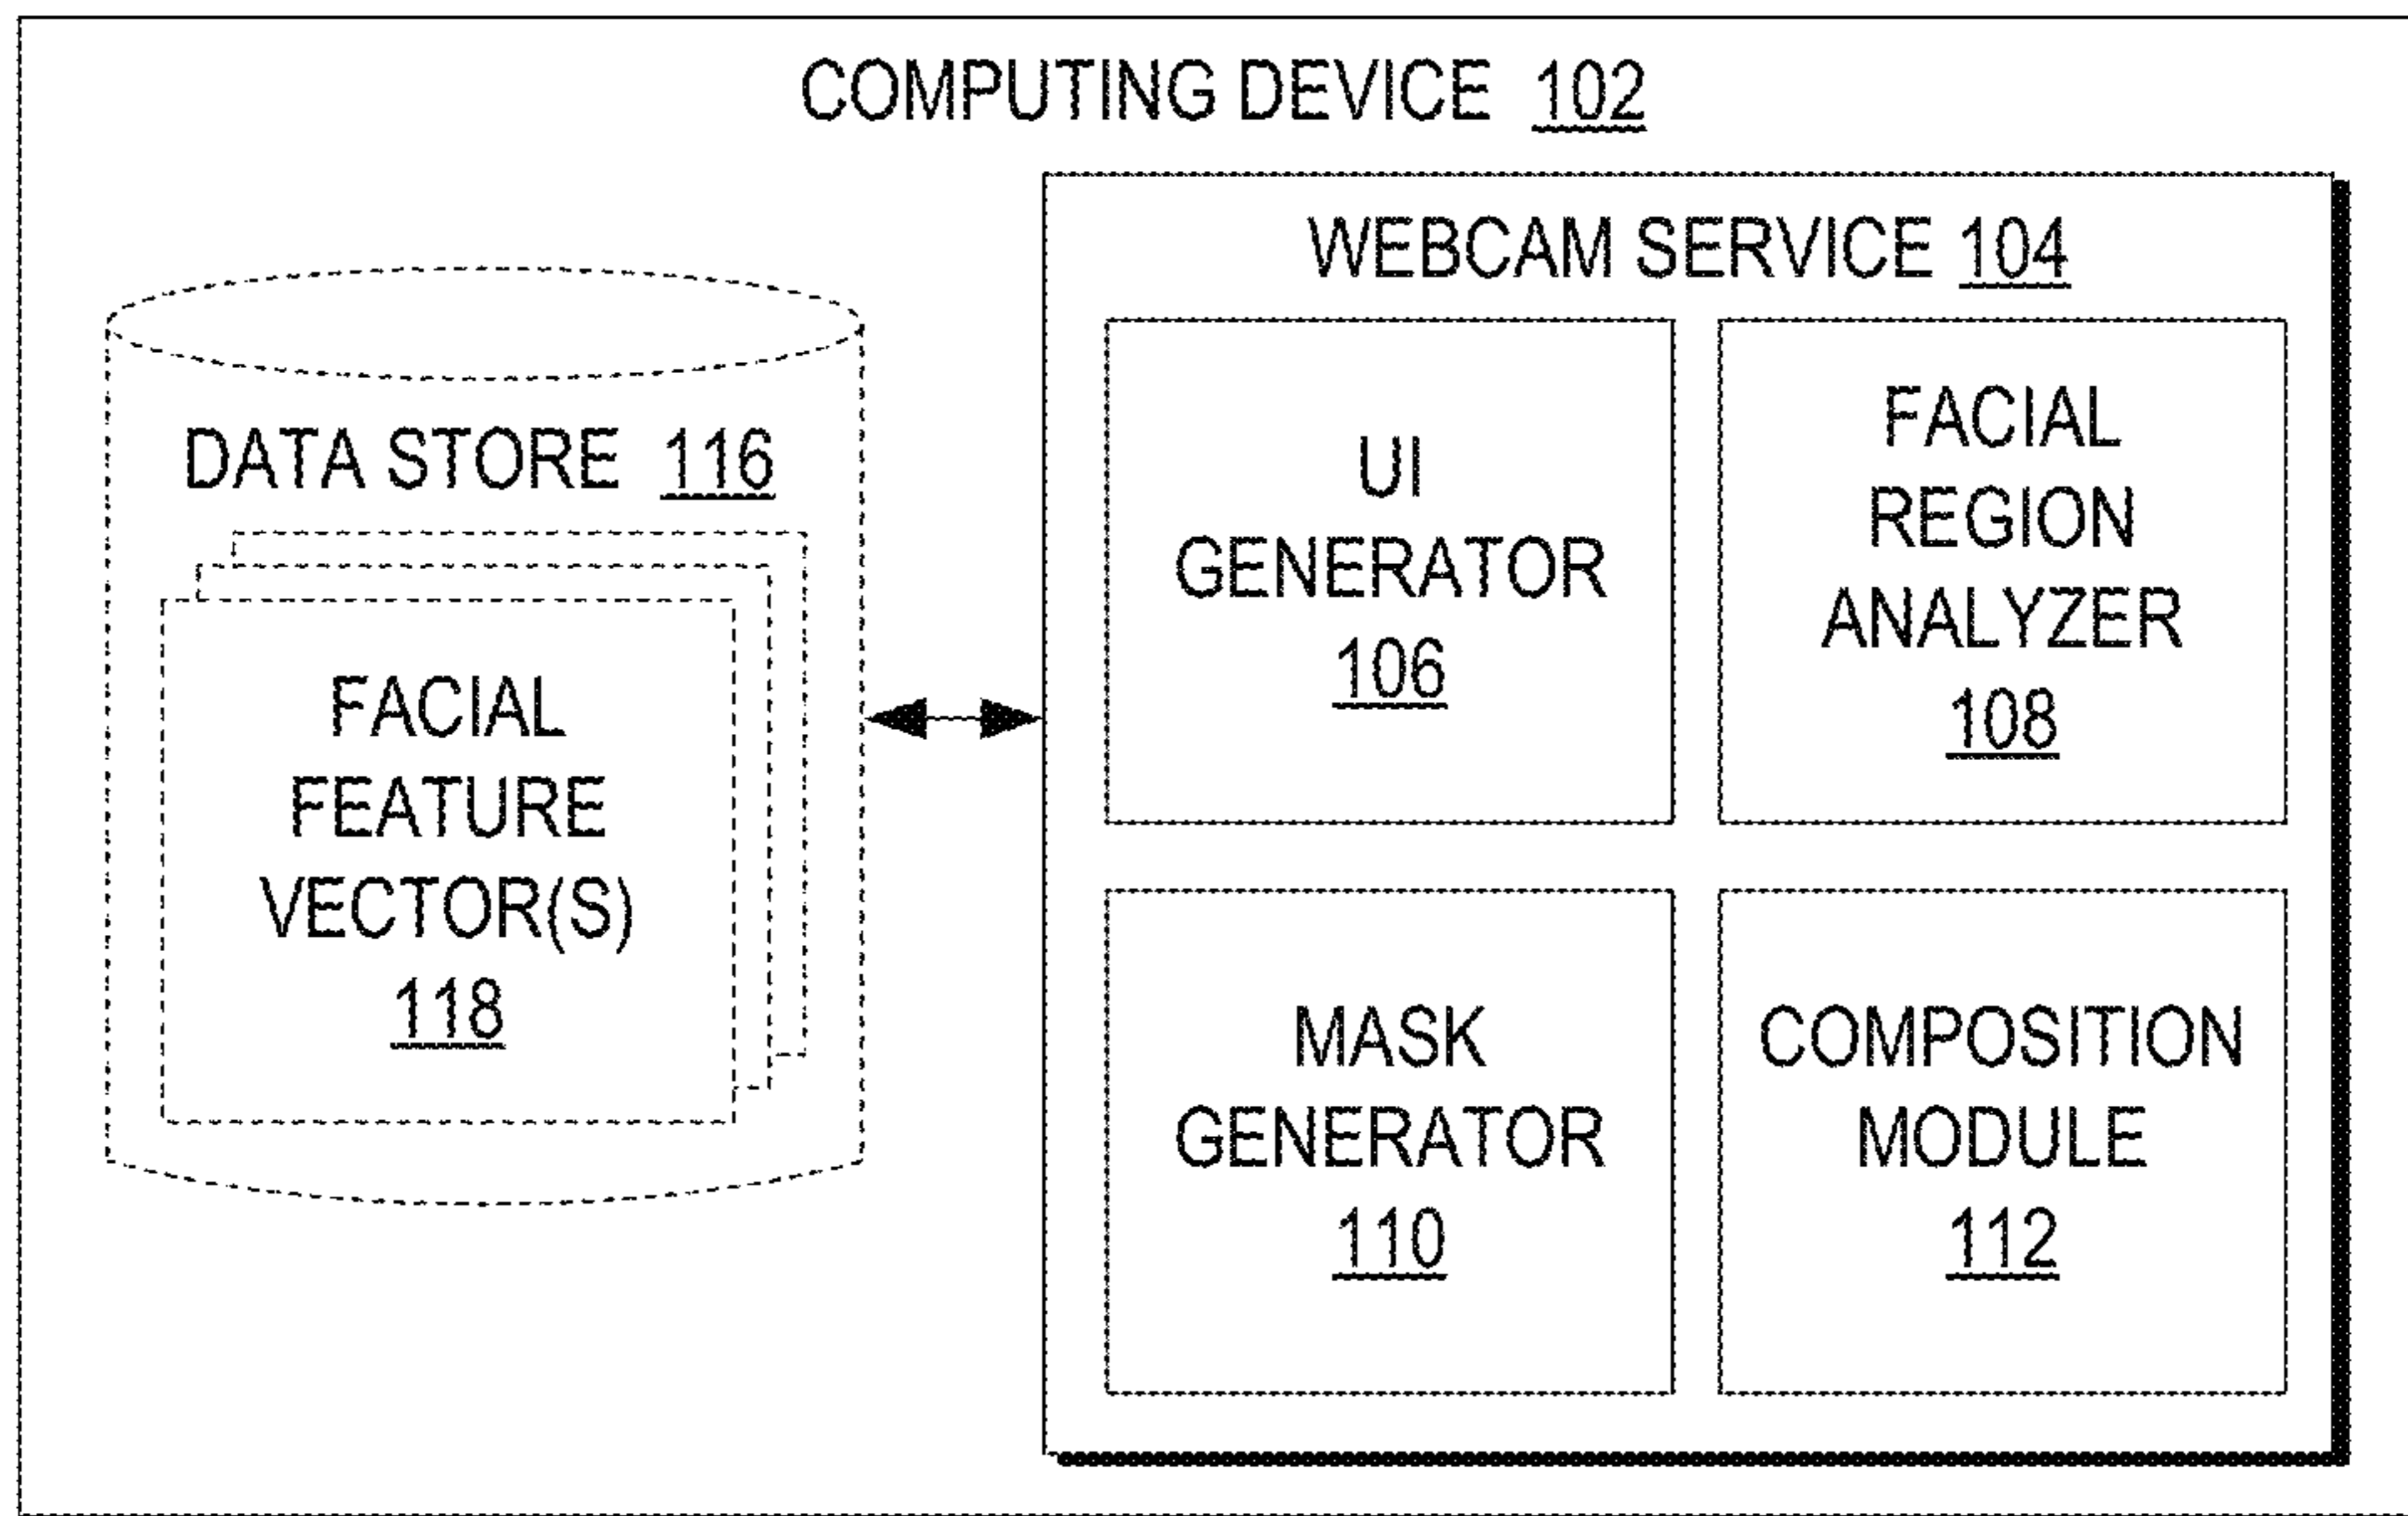 COMPUTING DEVICE 102
WEBCAM SERVICE 104
DATA STORE 116
FACIAL
FEATURE
VECTOR(S)
118
UI
GENERATOR
106
FACIAL
REGION
ANALYZER
108
MASK
GENERATOR
110
COMPOSITION
MODULE
112